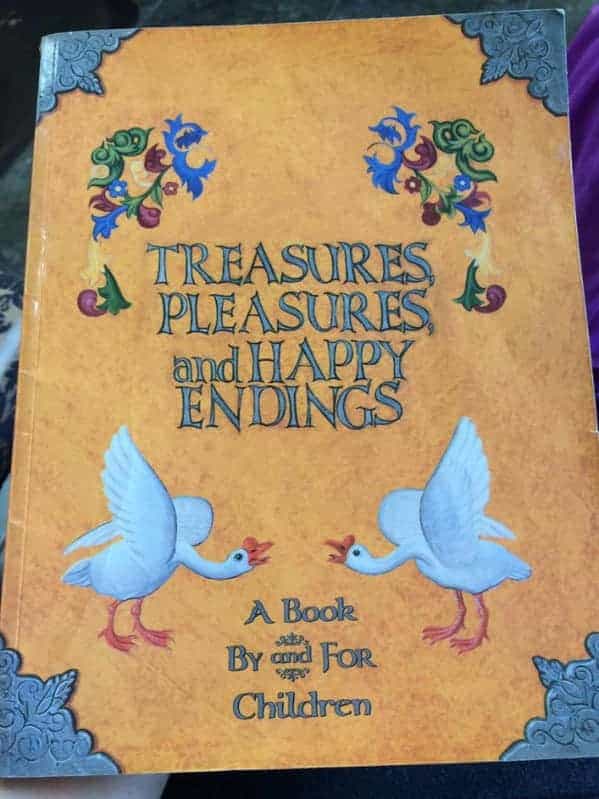 TREASURES,
PLEASURES,
and HAPPY
ENDINGS
A Book
By and For
Children